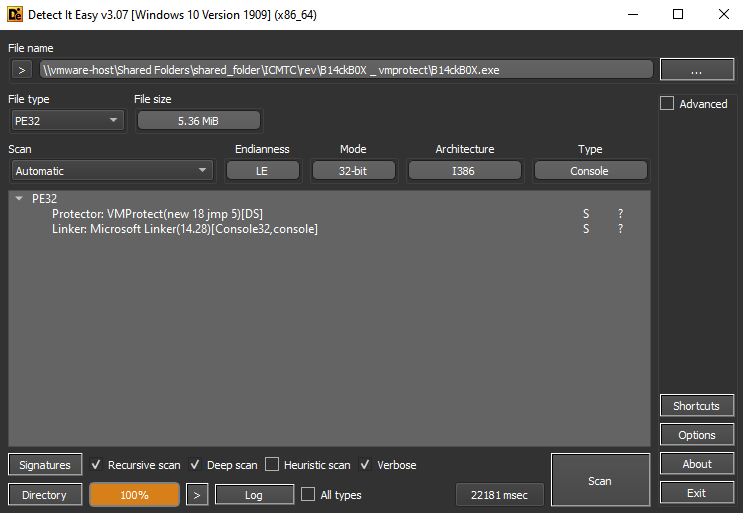 Detect It Easy v3.07 [Windows 10 Version 1909] (x86_64)
File name
> \\vmware-host\Shared Folders\shared_folder\ICMTC\rev\B14ckB0X _ vmprotect\B14ckB0X.exe ...
File type File size Advanced
PE32 5.36 MiB
Scan Endianness Mode Architecture Type
Automatic LE 32-bit I386 Console
PE32
Protector: VMProtect(new 18 jmp 5)[DS] S ?
Linker: Microsoft Linker(14.28)[Console32,console] S ?
Shortcuts
Options
Signatures Recursive scan Deep scan Heuristic scan Verbose About
Scan
Directory 100% > Log All types 22181 msec Exit